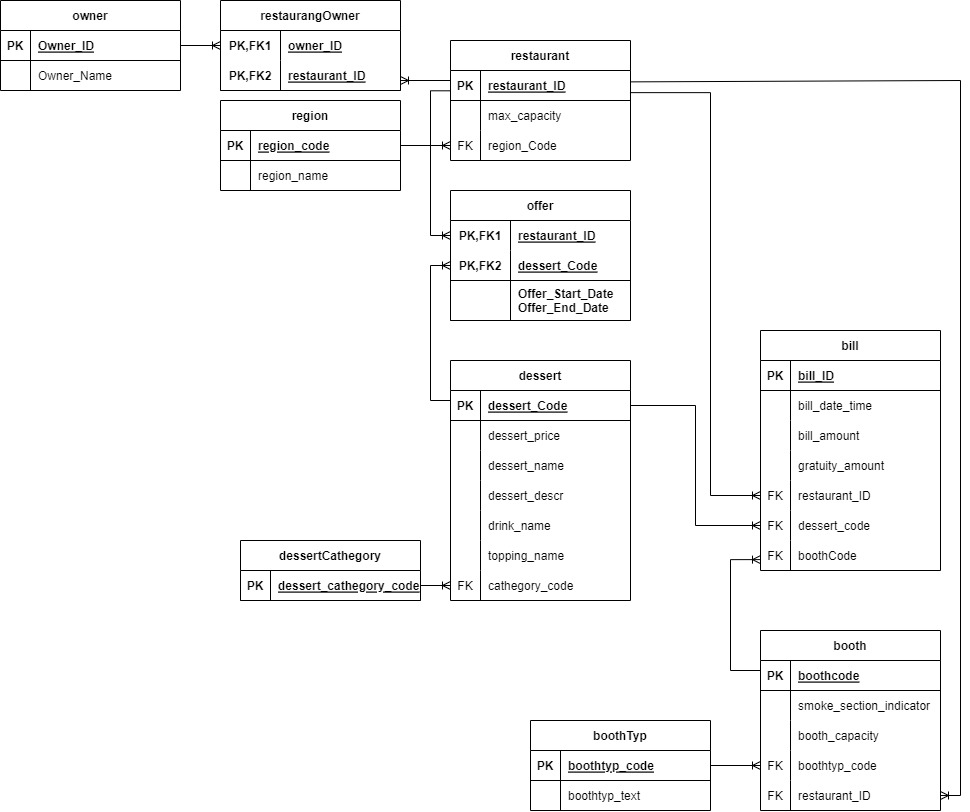 owner
PK Owner_ID
Owner_Name
restaurangOwner
PK,FK1 owner_ID
PK,FK2 restaurant_ID
restaurant
PK restaurant_ID
max_capacity
FK region_Code
region
PK region_code
region_name
offer
PK,FK1 restaurant_ID
PK,FK2 dessert_Code
Offer_Start_Date
Offer_End_Date
dessert
PK dessert_Code
dessert_price
dessert_name
dessert_descr
drink_name
topping_name
FK cathegory_code
dessertCathegory
PK dessert_cathegory_code
bill
PK bill_ID
bill_date_time
bill_amount
gratuity_amount
FK restaurant_ID
FK dessert_code
FK boothCode
booth
PK boothcode
smoke_section_indicator
booth_capacity
FK boothtyp_code
FK restaurant_ID
boothTyp
PK boothtyp_code
boothtyp_text